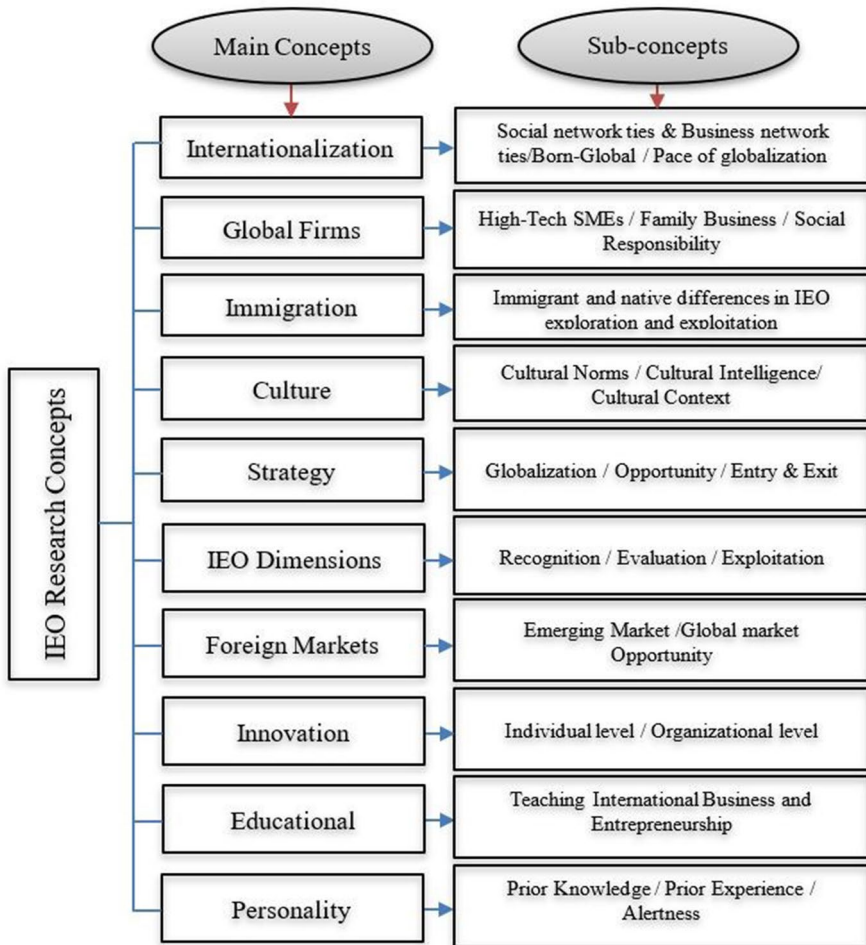 Main Concepts
Sub-concepts
IEO Research Concepts
Internationalization
Social network ties & Business network
ties/Born-Global / Pace of globalization
Global Firms
High-Tech SMEs / Family Business / Social
Responsibility
Immigration
Immigrant and native differences in IEO
exploration and exploitation
Culture
Cultural Norms / Cultural Intelligence/
Cultural Context
Strategy
Globalization / Opportunity / Entry & Exit
IEO Dimensions
Recognition / Evaluation / Exploitation
Foreign Markets
Emerging Market /Global market
Opportunity
Innovation
Individual level / Organizational level
Educational
Teaching International Business and
Entrepreneurship
Personality
Prior Knowledge / Prior Experience /
Alertness